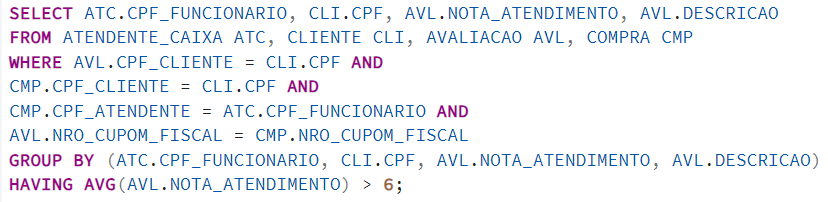 SELECT ATC.CPF_FUNCIONARIO, CLI.CPF, AVL.NOTA_ATENDIMENTO, AVL.DESCRICAO
FROM ATENDENTE_CAIXA ATC, CLIENTE CLI, AVALIACAO AVL, COMPRA CMP
WHERE AVL.CPF_CLIENTE = CLI.CPF AND
CMP.CPF_CLIENTE = CLI.CPF AND
CMP.CPF_ATENDENTE = ATC.CPF_FUNCIONARIO AND
AVL.NRO_CUPOM_FISCAL = CMP.NRO_CUPOM_FISCAL
GROUP BY (ATC.CPF_FUNCIONARIO, CLI.CPF, AVL.NOTA_ATENDIMENTO, AVL.DESCRICAO)
HAVING AVG(AVL.NOTA_ATENDIMENTO) > 6;